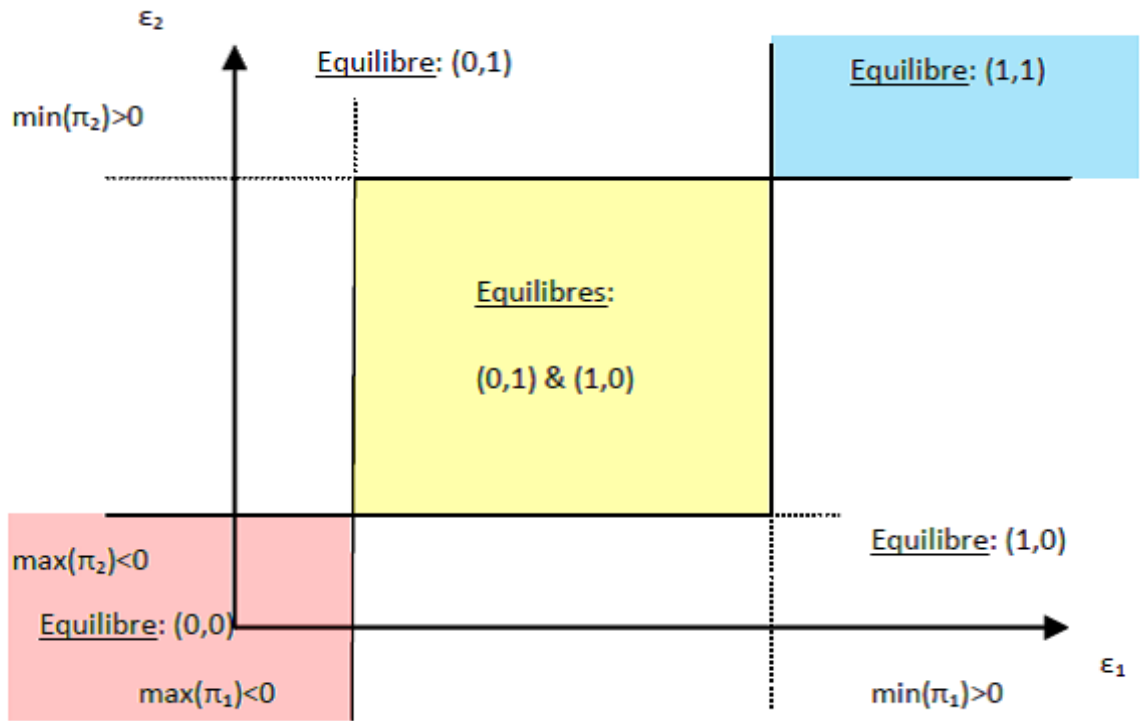 ε₂
Equilibre: (0,1)
Equilibre: (1,1)
min(π₂)>0
Equilibres:
(0,1) & (1,0)
max(π₂)<0
Equilibre: (1,0)
Equilibre: (0,0)
ε₁
max(π₁)<0
min(π₁)>0